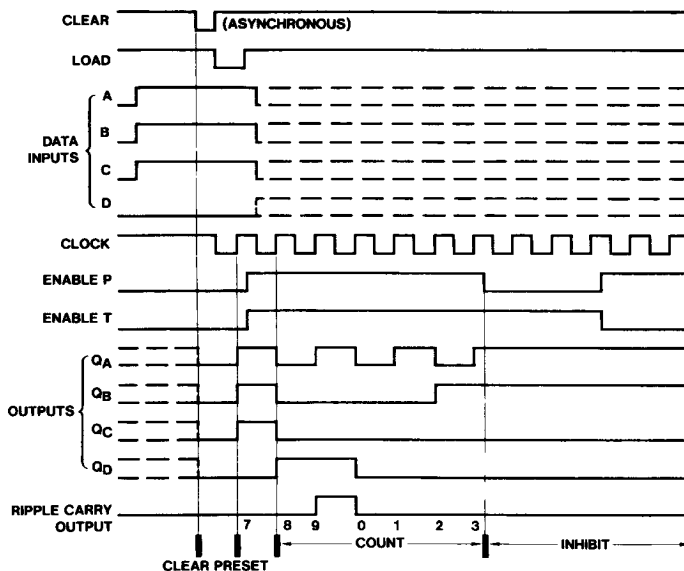 CLEAR (ASYNCHRONOUS)
LOAD
A
B
DATA INPUTS
C
D
CLOCK
ENABLE P
ENABLE T
QA
QB
OUTPUTS
QC
QD
RIPPLE CARRY OUTPUT
7 8 9 0 1 2 3
COUNT INHIBIT
CLEAR PRESET